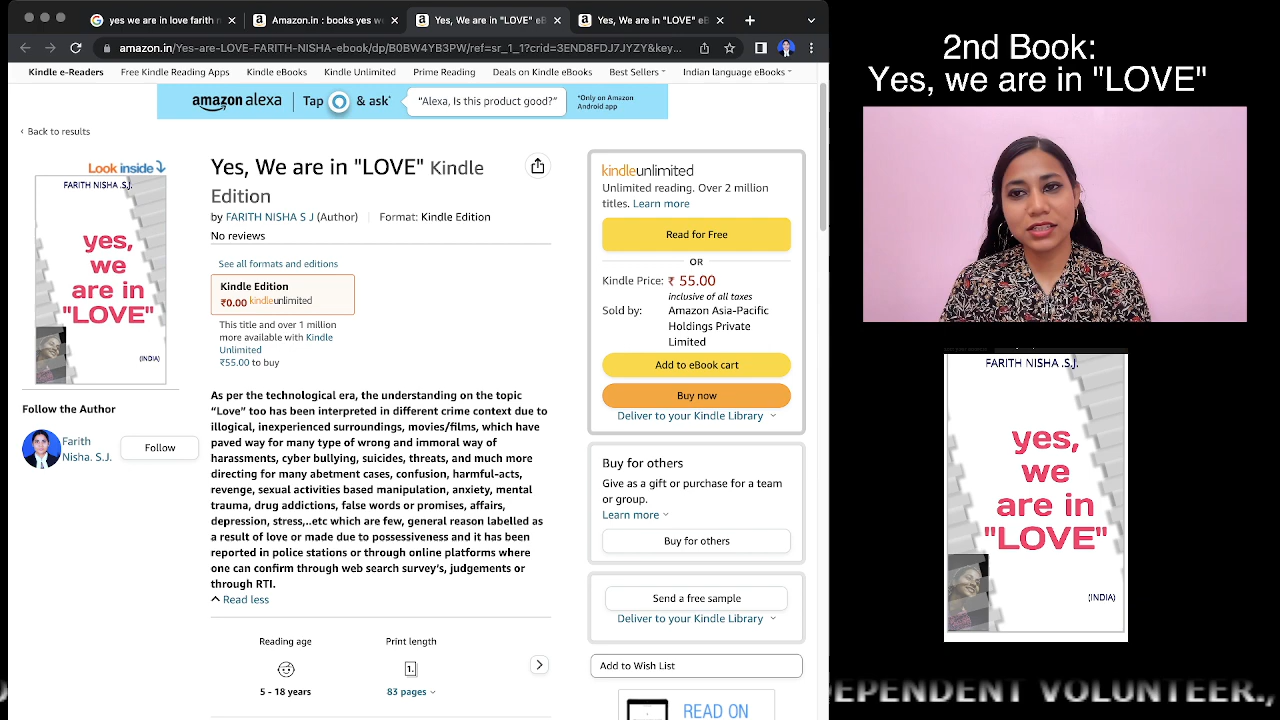 yes we are in love farith n
Amazon.in : books yes w
Yes, We are in "LOVE" eB
Yes, We are in "LOVE" eB
amazon.in/Yes-are-LOVE-FARITH-NISHA-ebook/dp/B0BW4YB3PW/ref=sr_1_1?crid=3END8FDJ7JYZY&key...
Kindle e-Readers
Free Kindle Reading Apps
Kindle eBooks
Kindle Unlimited
Prime Reading
Deals on Kindle eBooks
Best Sellers
Indian language eBooks
amazon alexa
Tap & ask
“Alexa, Is this product good?”
*Only on Amazon
Android app
‹ Back to results
Look inside
FARITH NISHA .S.J.
yes,
we
are in
"LOVE"
(INDIA)
Follow the Author
Farith
Nisha. S.J.
Follow
Yes, We are in "LOVE" Kindle
Edition
by FARITH NISHA S J (Author)
Format: Kindle Edition
No reviews
See all formats and editions
Kindle Edition
₹0.00 kindleunlimited
This title and over 1 million
more available with Kindle
Unlimited
₹55.00 to buy
As per the technological era, the understanding on the topic
“Love” too has been interpreted in different crime context due to
illogical, inexperienced surroundings, movies/films, which have
paved way for many type of wrong and immoral way of
harassments, cyber bullying, suicides, threats, and much more
directing for many abetment cases, confusion, harmful-acts,
revenge, sexual activities based manipulation, anxiety, mental
trauma, drug addictions, false words or promises, affairs,
depression, stress,..etc which are few, general reason labelled as
a result of love or made due to possessiveness and it has been
reported in police stations or through online platforms where
one can confirm through web search survey's, judgements or
through RTI.
Read less
Reading age
5 - 18 years
Print length
1.
83 pages
kindleunlimited
Unlimited reading. Over 2 million
titles. Learn more
Read for Free
OR
Kindle Price: ₹ 55.00
inclusive of all taxes
Sold by: Amazon Asia-Pacific
Holdings Private
Limited
Add to eBook cart
Buy now
Deliver to your Kindle Library
Buy for others
Give as a gift or purchase for a team
or group.
Learn more
Buy for others
Send a free sample
Deliver to your Kindle Library
Add to Wish List
READ ON
2nd Book:
Yes, we are in "LOVE"
FARITH NISHA .S.J.
yes,
we
are in
"LOVE"
(INDIA)
DEPENDENT VOLUNTEER.,